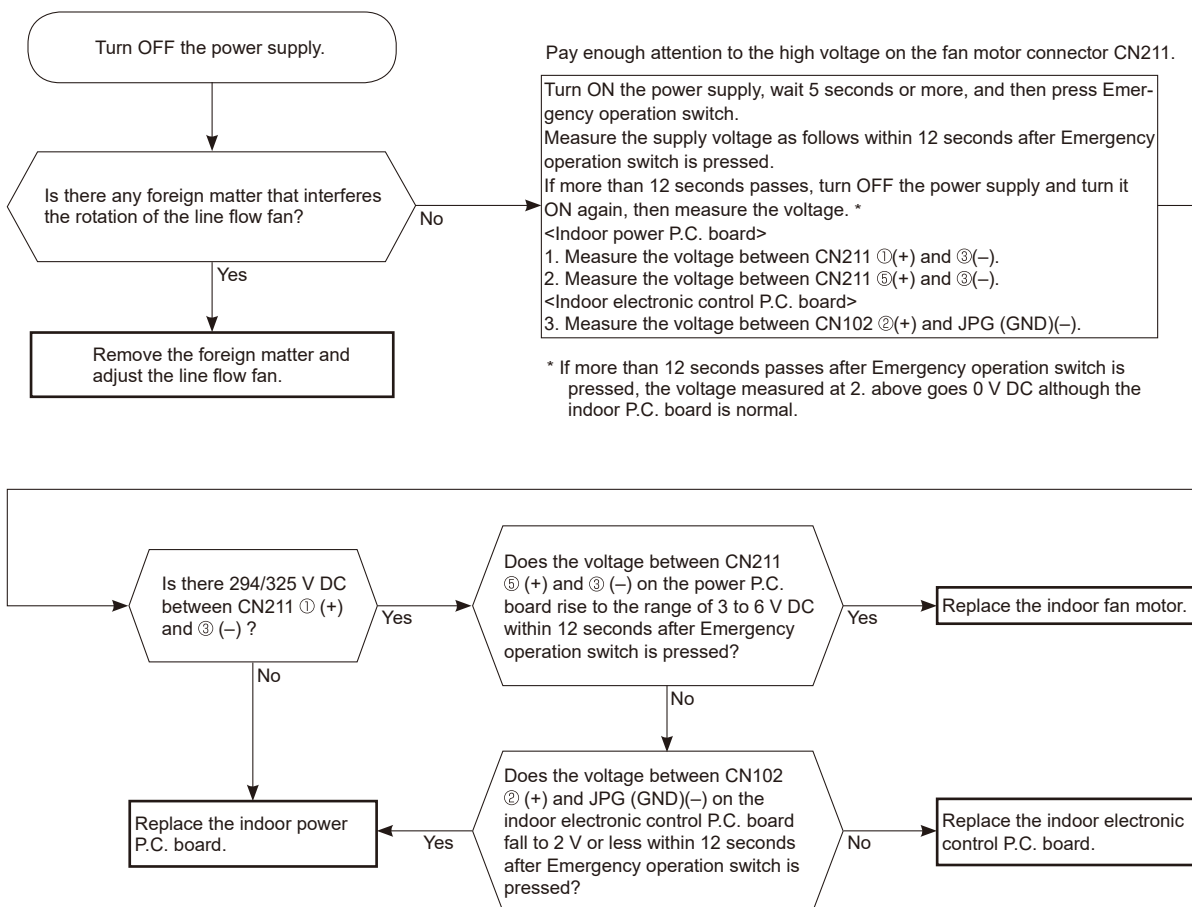 Turn OFF the power supply.
Is there any foreign matter that interferes
the rotation of the line flow fan?
No
Yes
Remove the foreign matter and
adjust the line flow fan.
Pay enough attention to the high voltage on the fan motor connector CN211.
Turn ON the power supply, wait 5 seconds or more, and then press Emer-
gency operation switch.
Measure the supply voltage as follows within 12 seconds after Emergency
operation switch is pressed.
If more than 12 seconds passes, turn OFF the power supply and turn it
ON again, then measure the voltage. *
<Indoor power P.C. board>
1. Measure the voltage between CN211 ①(+) and ③(–).
2. Measure the voltage between CN211 ⑤(+) and ③(–).
<Indoor electronic control P.C. board>
3. Measure the voltage between CN102 ②(+) and JPG (GND)(–).
* If more than 12 seconds passes after Emergency operation switch is
pressed, the voltage measured at 2. above goes 0 V DC although the
indoor P.C. board is normal.
Is there 294/325 V DC
between CN211 ① (+)
and ③ (–) ?
Yes
No
Does the voltage between CN211
⑤ (+) and ③ (–) on the power P.C.
board rise to the range of 3 to 6 V DC
within 12 seconds after Emergency
operation switch is pressed?
Yes
No
Replace the indoor fan motor.
Replace the indoor power
P.C. board.
Yes
Does the voltage between CN102
② (+) and JPG (GND)(–) on the
indoor electronic control P.C. board
fall to 2 V or less within 12 seconds
after Emergency operation switch is
pressed?
No
Replace the indoor electronic
control P.C. board.